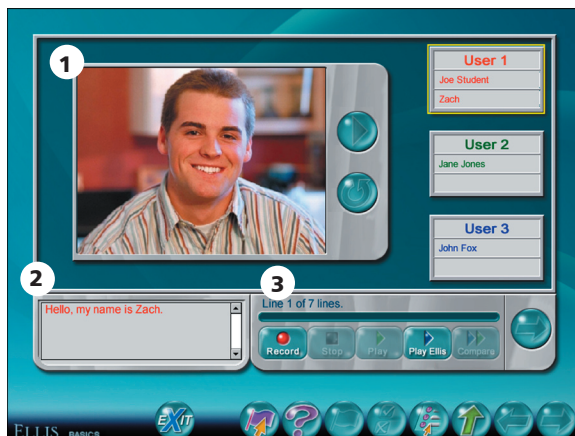 1
User 1
Joe Student
Zach
User 2
Jane Jones
User 3
John Fox
2
Hello, my name is Zach.
3
Line 1 of 7 lines.
Record
Stop
Play
Play Ellis
Compare
EXIT
?
ELLIS BASICS